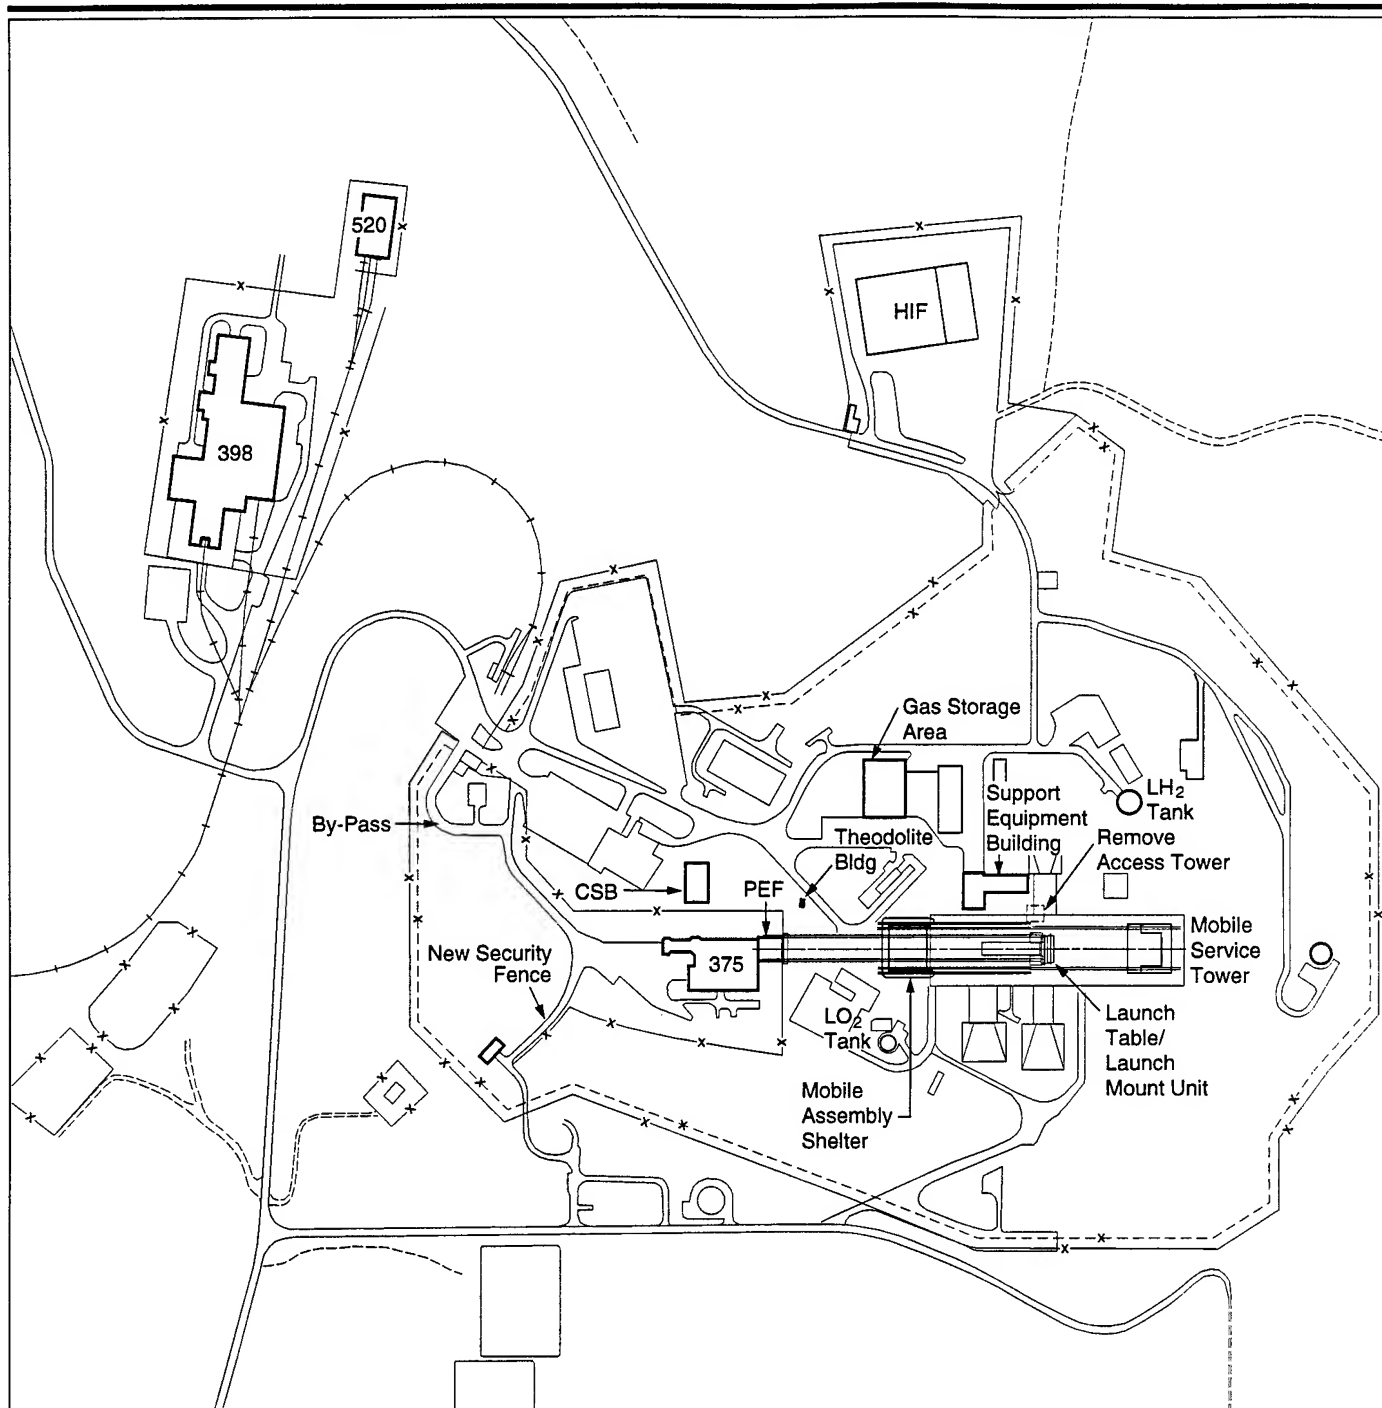 520
HIF
398
Gas Storage
Area
LH₂
Tank
Support
Equipment
Building
By-Pass
Theodolite
Bldg
Remove
Access Tower
CSB
PEF
New Security
Fence
375
Mobile
Service
Tower
LO₂
Tank
Launch
Table/
Launch
Mount Unit
Mobile
Assembly
Shelter